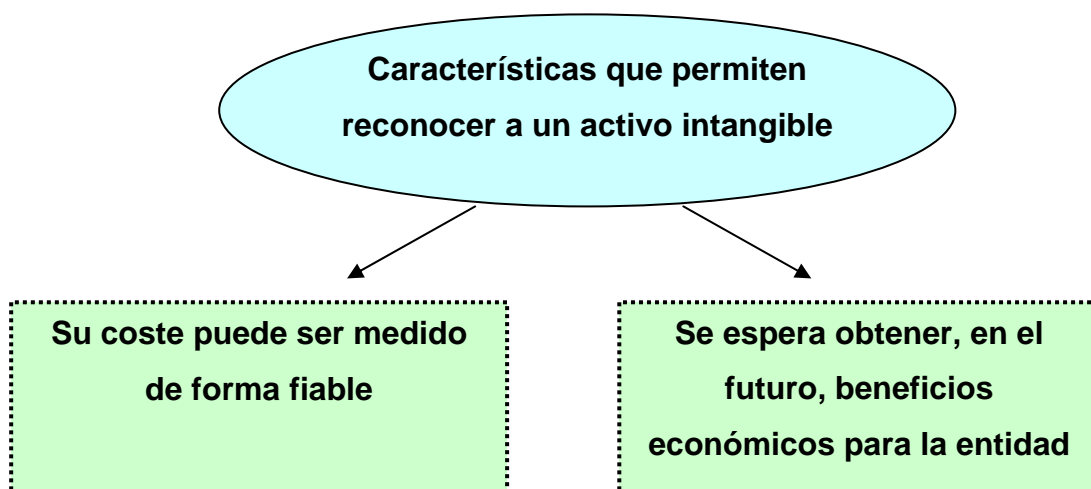 Características que permiten
reconocer a un activo intangible
Su coste puede ser medido
de forma fiable
Se espera obtener, en el
futuro, beneficios
económicos para la entidad